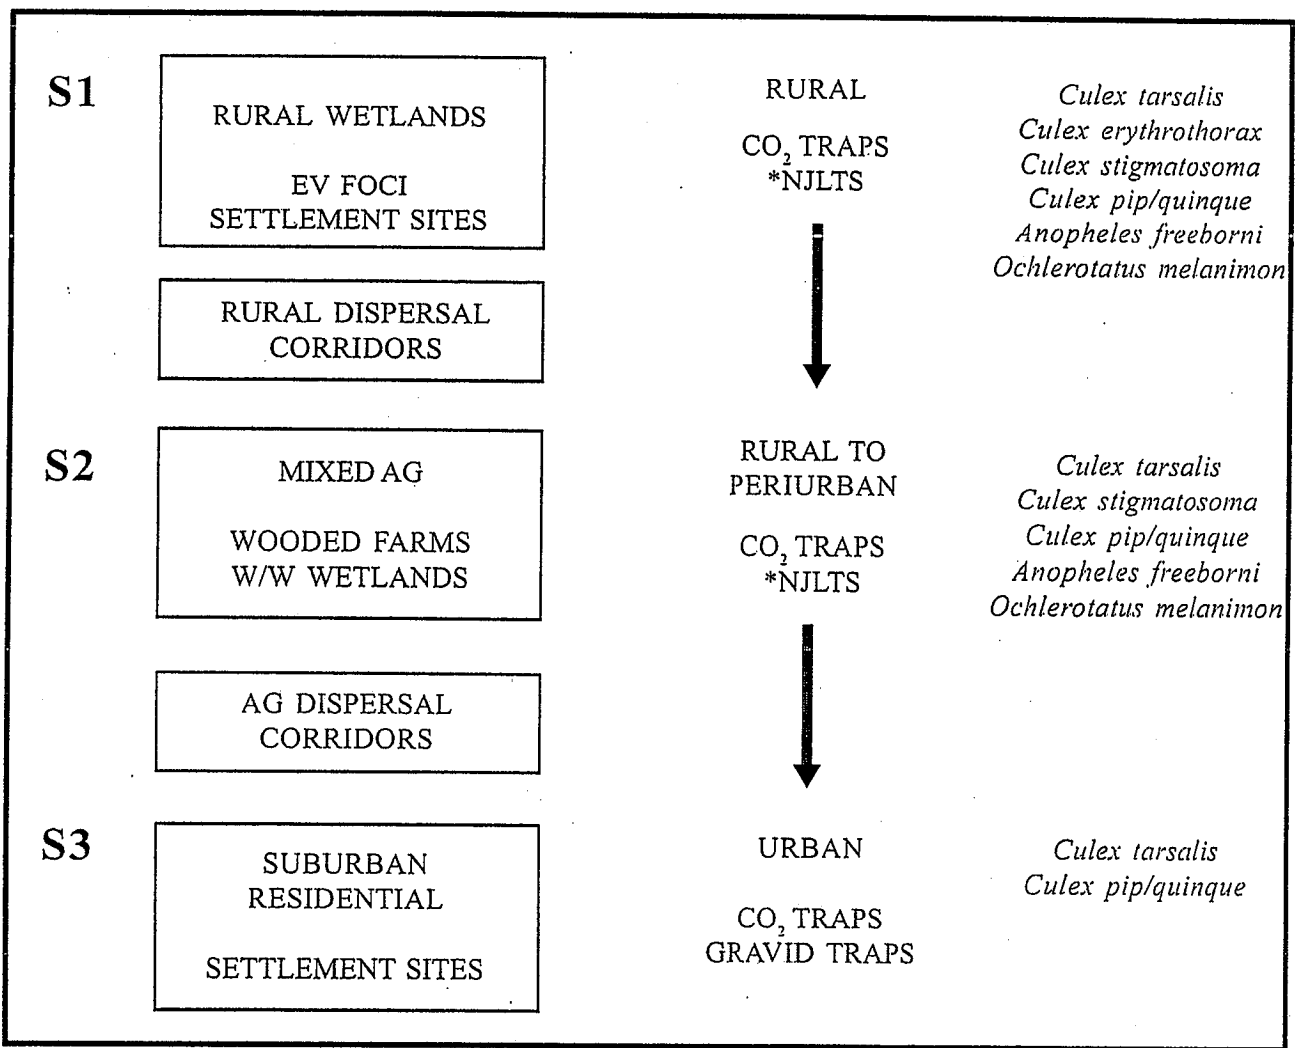 S1
RURAL WETLANDS
EV FOCI
SETTLEMENT SITES
RURAL
CO₂ TRAPS
*NJLTS
Culex tarsalis
Culex erythrothorax
Culex stigmatosoma
Culex pip/quinque
Anopheles freeborni
Ochlerotatus melanimon
RURAL DISPERSAL
CORRIDORS
S2
MIXED AG
WOODED FARMS
W/W WETLANDS
RURAL TO
PERIURBAN
CO₂ TRAPS
*NJLTS
Culex tarsalis
Culex stigmatosoma
Culex pip/quinque
Anopheles freeborni
Ochlerotatus melanimon
AG DISPERSAL
CORRIDORS
S3
SUBURBAN
RESIDENTIAL
SETTLEMENT SITES
URBAN
CO₂ TRAPS
GRAVID TRAPS
Culex tarsalis
Culex pip/quinque